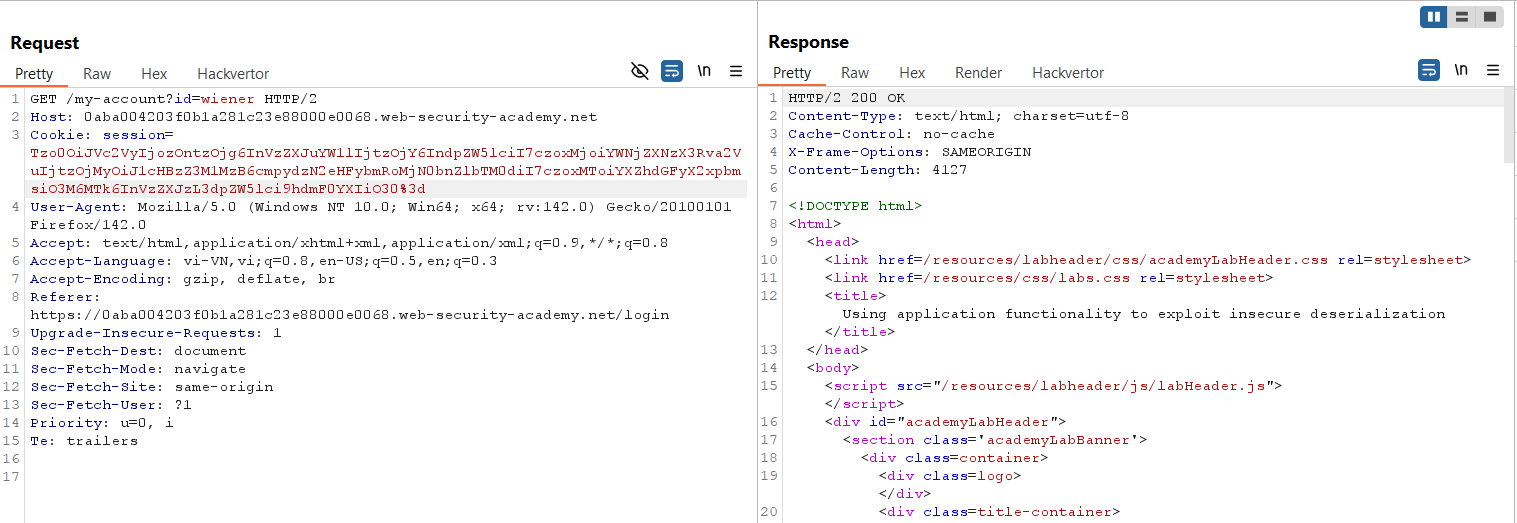 Request
Pretty Raw Hex Hackvertor \n
1 GET /my-account?id=wiener HTTP/2
2 Host: 0aba004203f0b1a281c23e88000e0068.web-security-academy.net
3 Cookie: session=
Tzo0OiJVc2VyIjozOntzOjg6InVzZXJuYW1lIjtzOjY6IndpZW5lciI7czoxMjoiYWNjZXNzX3Rva2V
uIjtzOjMyOiJlcHBzZ3M1MzB6cmpydzN2eHFybmRoMjN0bnZlbTM0diI7czoxMToiYXZhdGFyX2xpbm
siO3M6MTk6InVzZXJzL3dpZW5lci9hdmF0YXIiO30%3d
4 User-Agent: Mozilla/5.0 (Windows NT 10.0; Win64; x64; rv:142.0) Gecko/20100101
Firefox/142.0
5 Accept: text/html,application/xhtml+xml,application/xml;q=0.9,*/*;q=0.8
6 Accept-Language: vi-VN,vi;q=0.8,en-US;q=0.5,en;q=0.3
7 Accept-Encoding: gzip, deflate, br
8 Referer:
https://0aba004203f0b1a281c23e88000e0068.web-security-academy.net/login
9 Upgrade-Insecure-Requests: 1
10 Sec-Fetch-Dest: document
11 Sec-Fetch-Mode: navigate
12 Sec-Fetch-Site: same-origin
13 Sec-Fetch-User: ?1
14 Priority: u=0, i
15 Te: trailers
16
17
Response
Pretty Raw Hex Render Hackvertor \n
1 HTTP/2 200 OK
2 Content-Type: text/html; charset=utf-8
3 Cache-Control: no-cache
4 X-Frame-Options: SAMEORIGIN
5 Content-Length: 4127
6
7 <!DOCTYPE html>
8 <html>
9 <head>
10 <link href=/resources/labheader/css/academyLabHeader.css rel=stylesheet>
11 <link href=/resources/css/labs.css rel=stylesheet>
12 <title>
Using application functionality to exploit insecure deserialization
</title>
13 </head>
14 <body>
15 <script src="/resources/labheader/js/labHeader.js">
</script>
16 <div id="academyLabHeader">
17 <section class='academyLabBanner'>
18 <div class=container>
19 <div class=logo>
</div>
20 <div class=title-container>